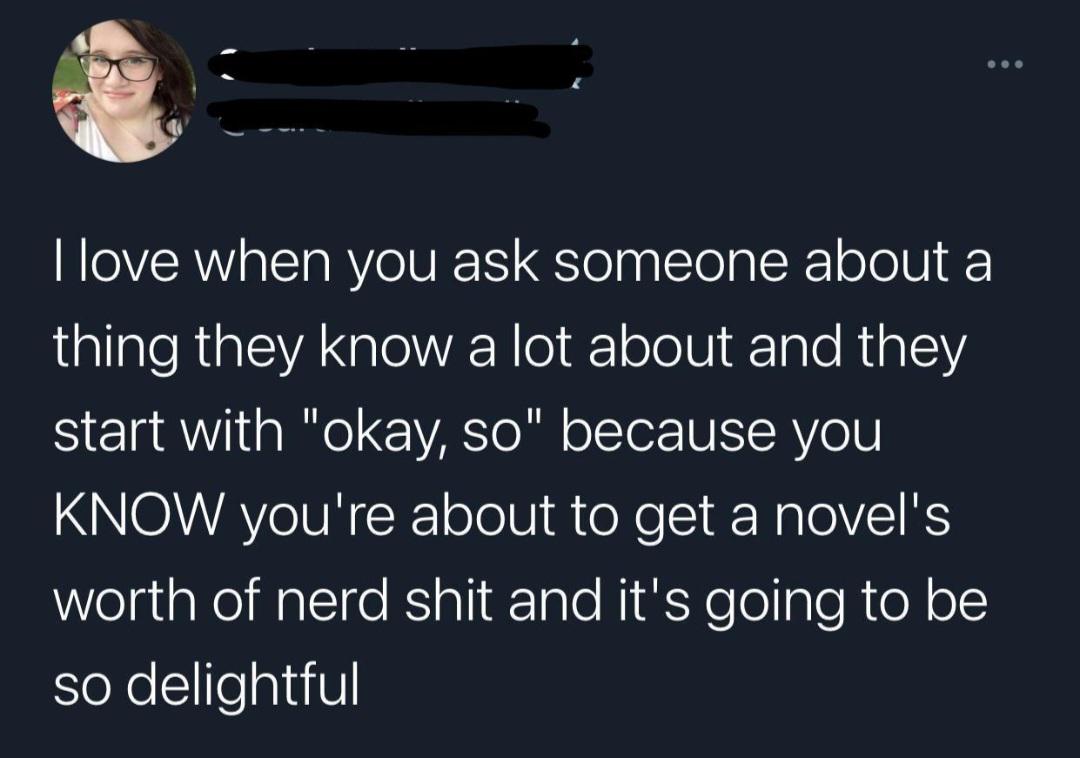 I love when you ask someone about a
thing they know a lot about and they
start with "okay, so" because you
KNOW you're about to get a novel's
worth of nerd shit and it's going to be
so delightful